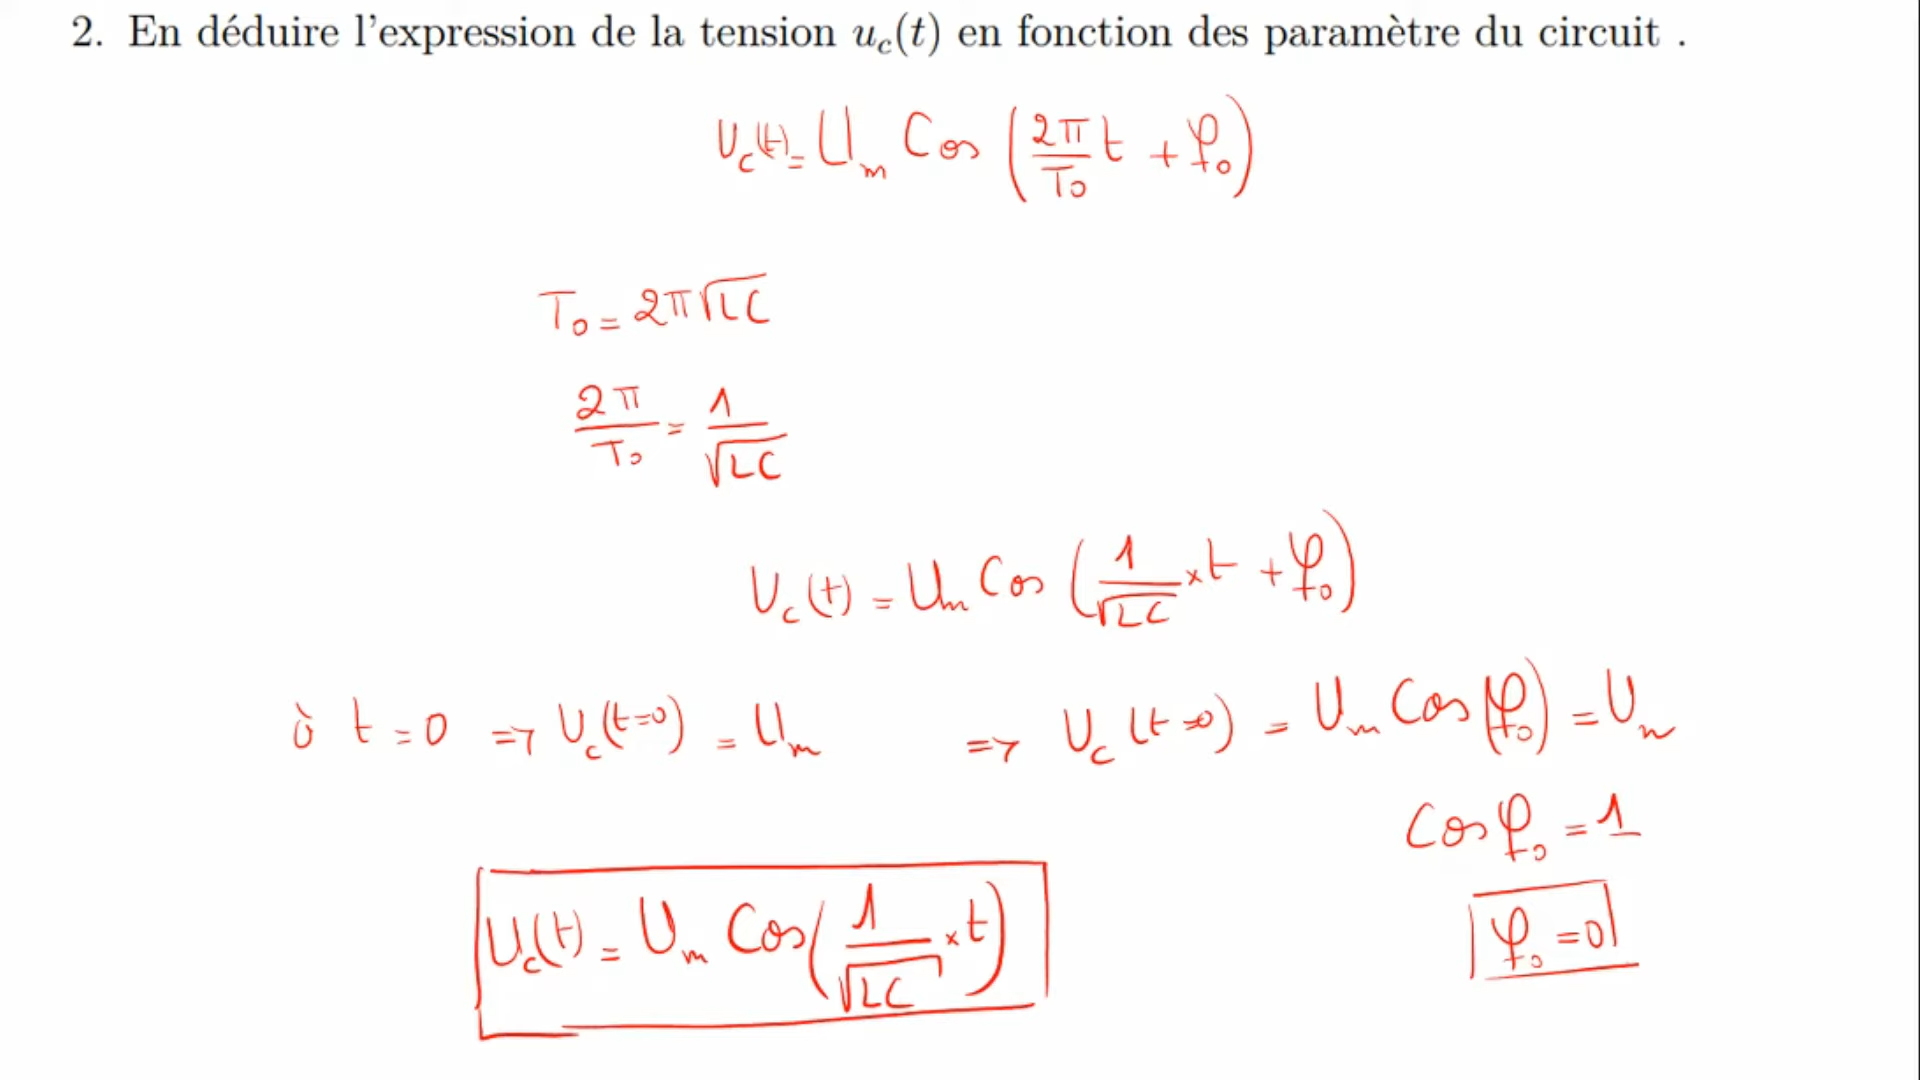 2. En déduire l'expression de la tension u_c(t) en fonction des paramètre du circuit .
U_c(t) = U_m Cos (2π/T_0 t + φ_0)
T_0 = 2π√LC
2π/T_0 = 1/√LC
U_c(t) = U_m Cos (1/√LC × t + φ_0)
à t = 0 => U_c(t=0) = U_m => U_c(t=0) = U_m Cos(φ_0) = U_m
Cos φ_0 = 1
φ_0 = 0
U_c(t) = U_m Cos(1/√LC × t)